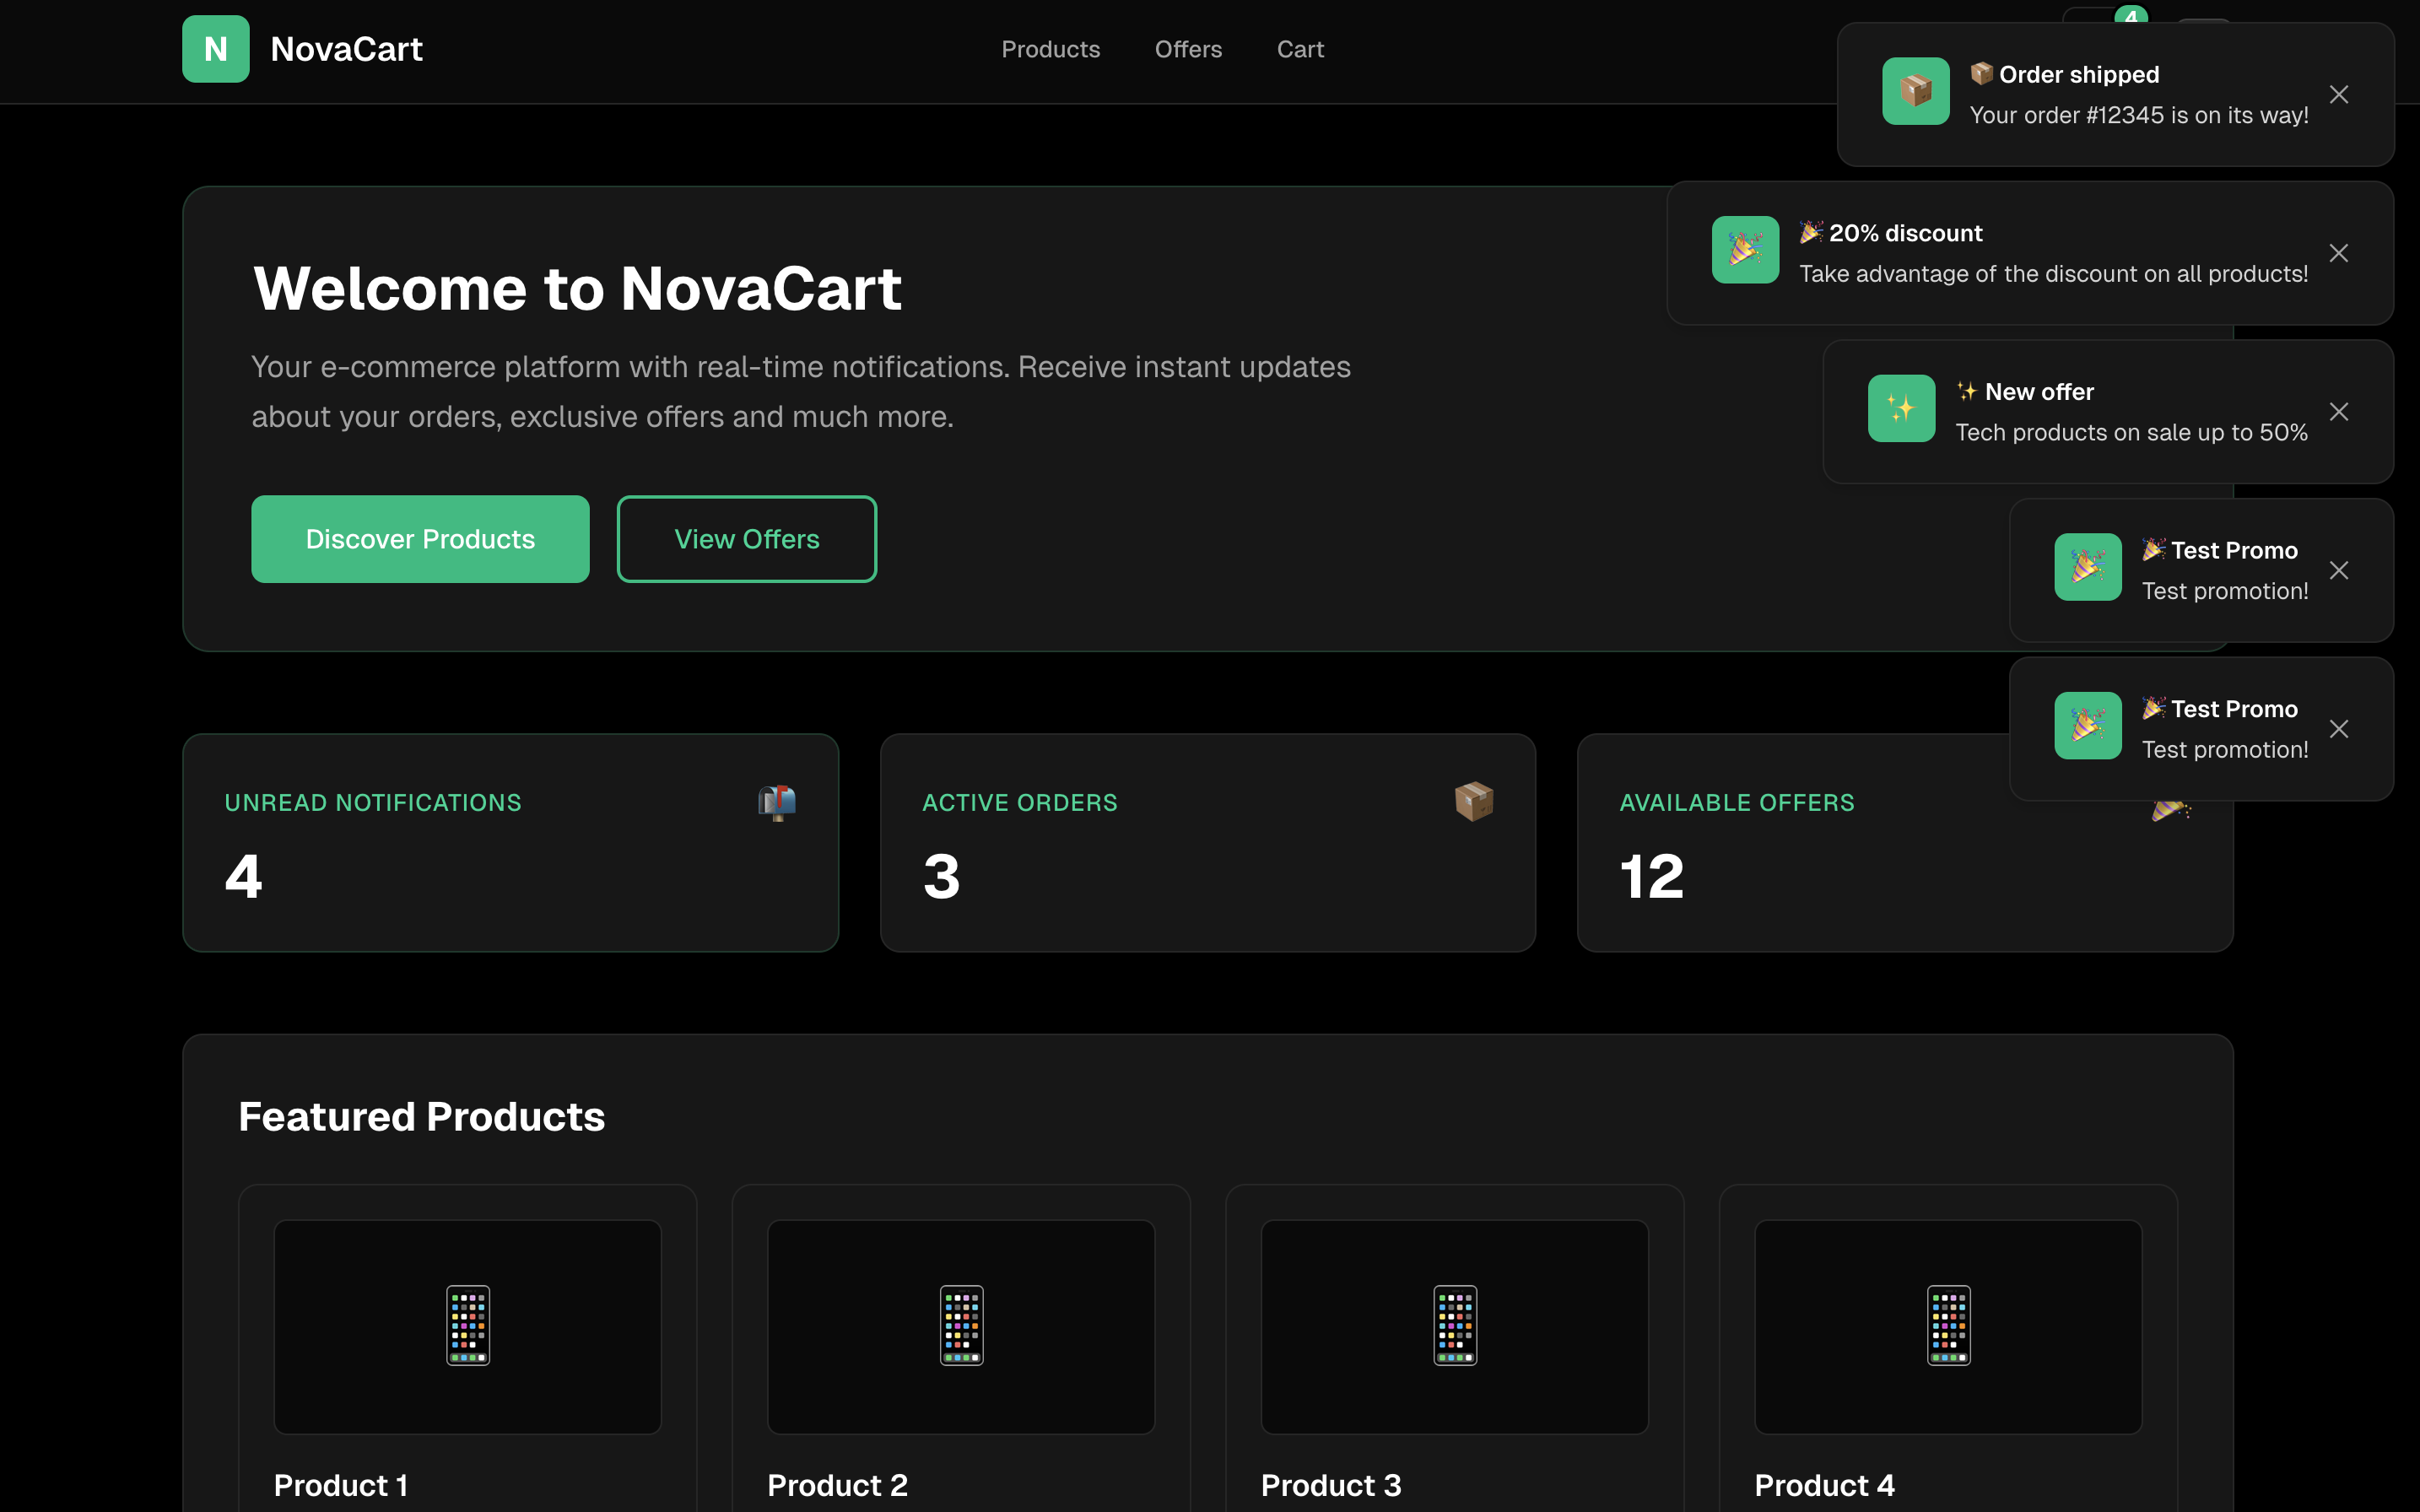 N NovaCart
Products Offers Cart
4
📦 Order shipped
Your order #12345 is on its way!
🎉 20% discount
Take advantage of the discount on all products!
✨ New offer
Tech products on sale up to 50%
🎉 Test Promo
Test promotion!
🎉 Test Promo
Test promotion!
Welcome to NovaCart
Your e-commerce platform with real-time notifications. Receive instant updates
about your orders, exclusive offers and much more.
Discover Products
View Offers
UNREAD NOTIFICATIONS
4
ACTIVE ORDERS
3
AVAILABLE OFFERS
12
Featured Products
Product 1
Product 2
Product 3
Product 4